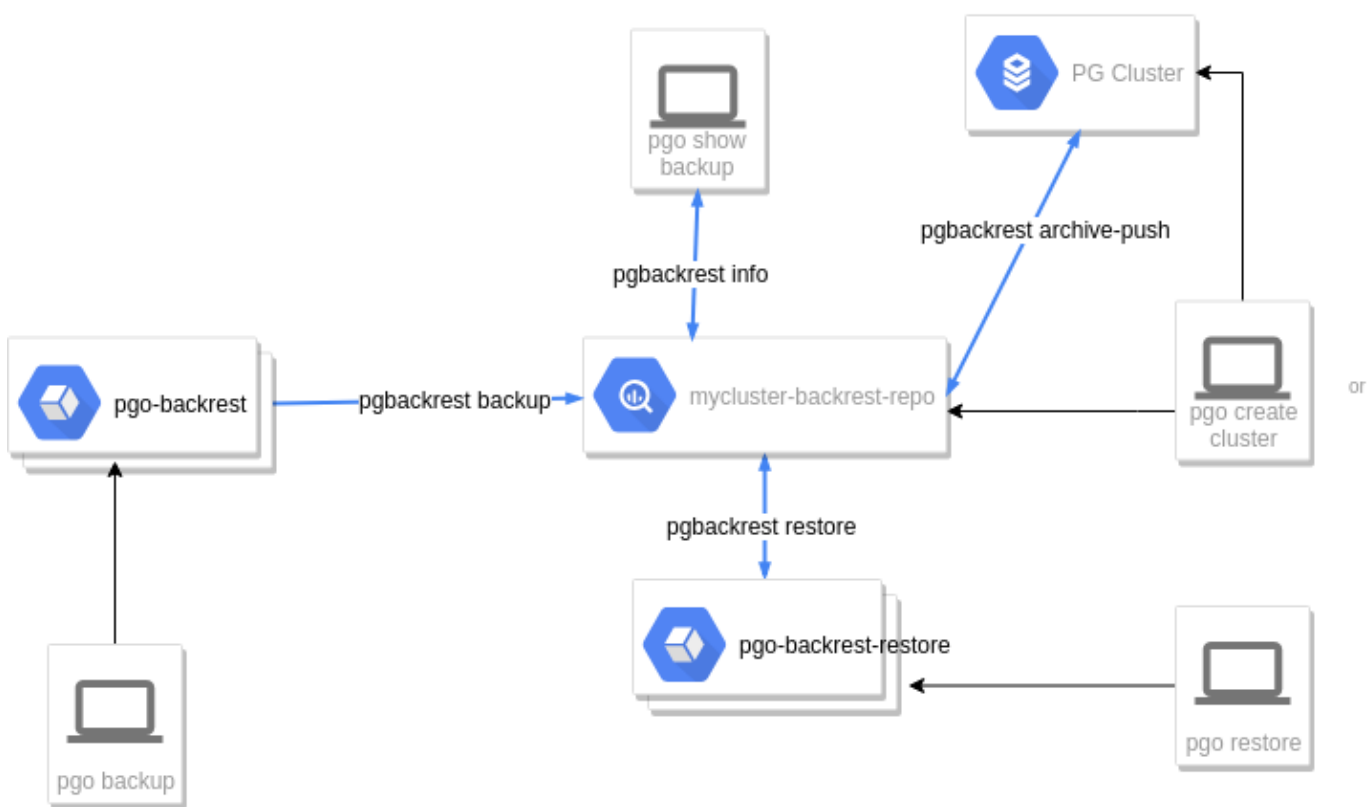 PG Cluster
pgo show
backup
pgbackrest archive-push
pgbackrest info
pgo-backrest
pgbackrest backup
mycluster-backrest-repo
pgo create
cluster
or
pgbackrest restore
pgo-backrest-restore
pgo restore
pgo backup